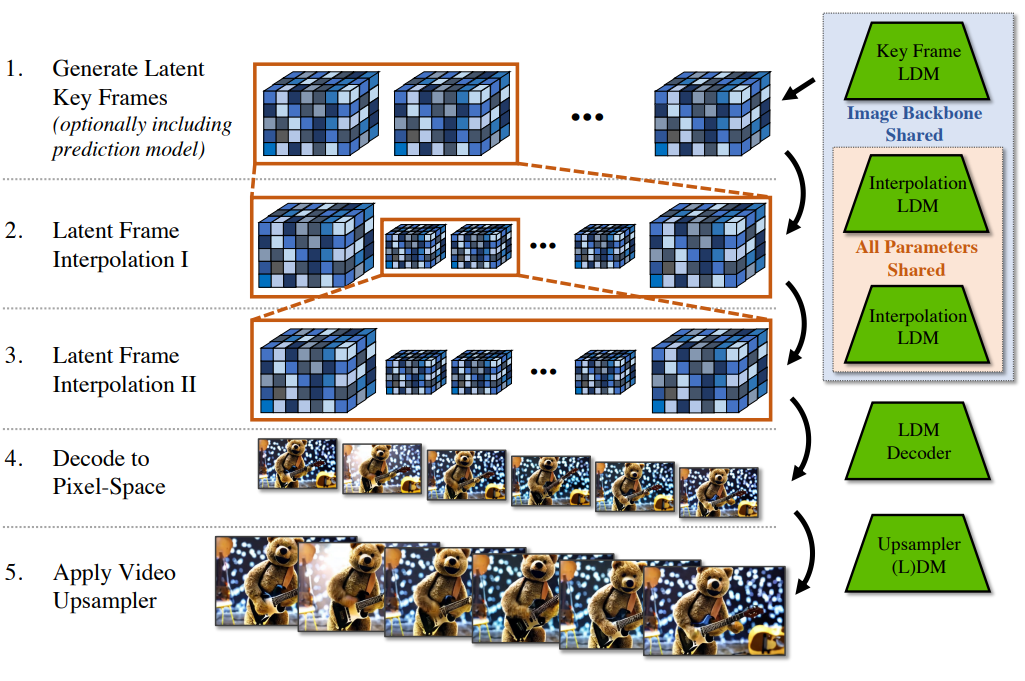 1. Generate Latent
Key Frames
(optionally including
prediction model)
2. Latent Frame
Interpolation I
3. Latent Frame
Interpolation II
4. Decode to
Pixel-Space
5. Apply Video
Upsampler
Key Frame
LDM
Image Backbone
Shared
Interpolation
LDM
All Parameters
Shared
Interpolation
LDM
LDM
Decoder
Upsampler
(L)DM